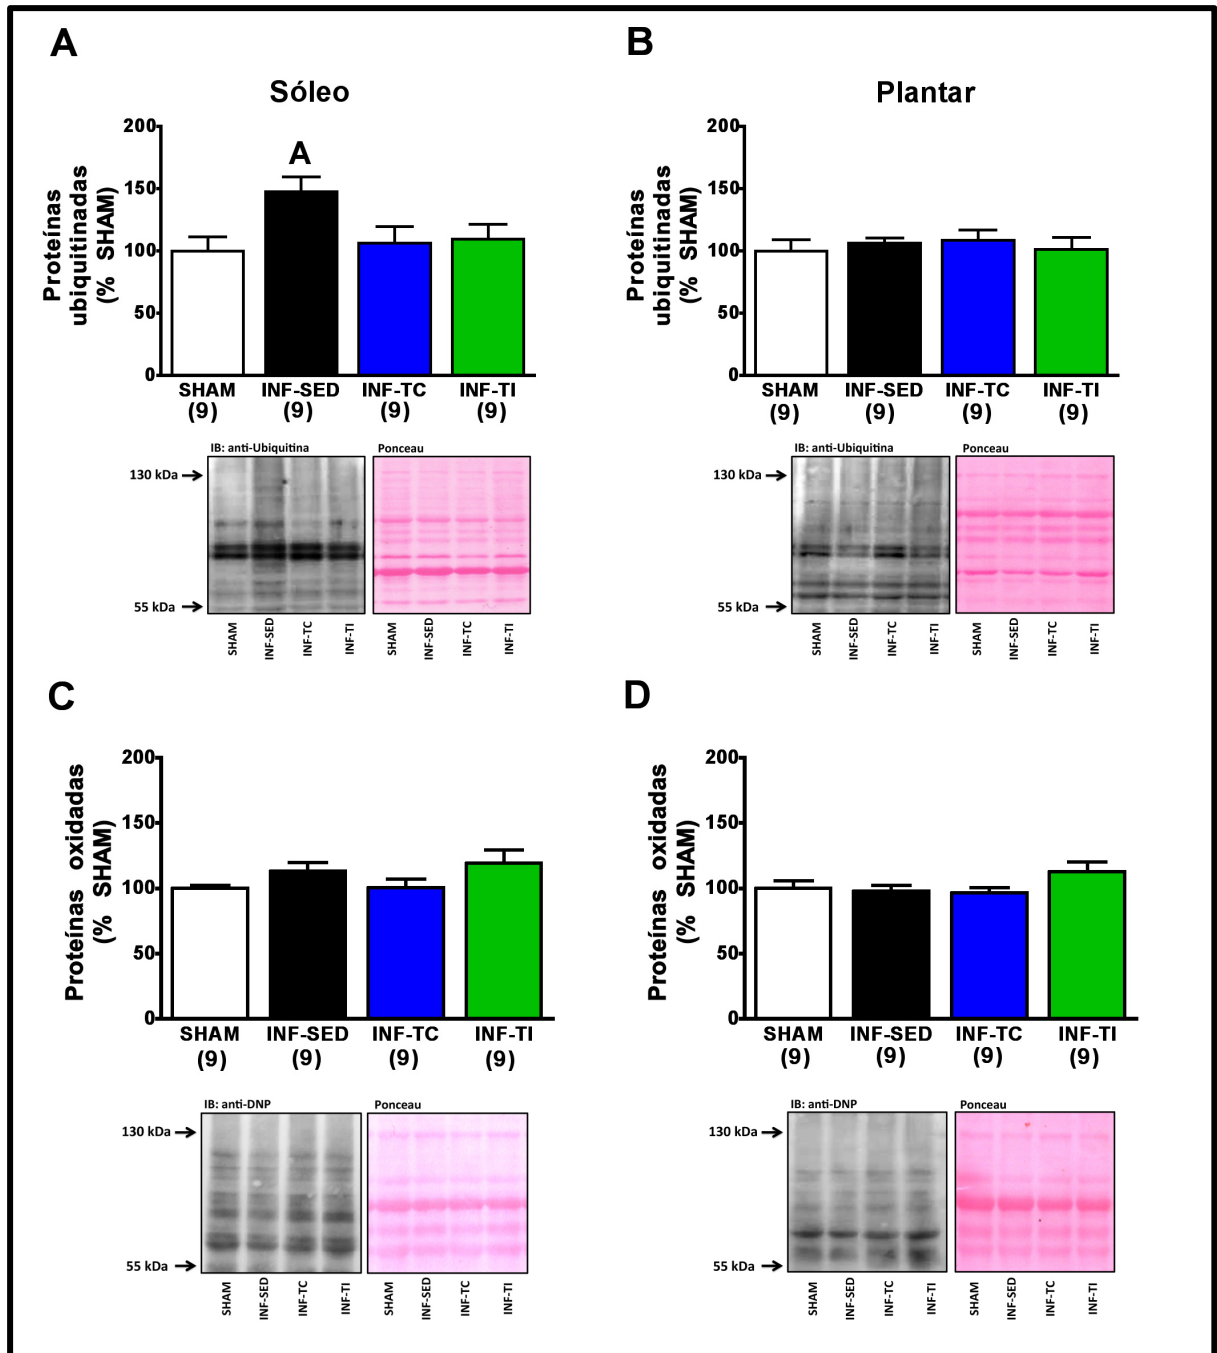 A
Sóleo
200
150
100
50
0
Proteínas
ubiquitinadas
(% SHAM)
A
SHAM INF-SED INF-TC INF-TI
(9) (9) (9) (9)
IB: anti-Ubiquitina Ponceau
130 kDa
55 kDa
SHAM INF-SED INF-TC INF-TI SHAM INF-SED INF-TC INF-TI
B
Plantar
200
150
100
50
0
Proteínas
ubiquitinadas
(% SHAM)
SHAM INF-SED INF-TC INF-TI
(9) (9) (9) (9)
IB: anti-Ubiquitina Ponceau
130 kDa
55 kDa
SHAM INF-SED INF-TC INF-TI SHAM INF-SED INF-TC INF-TI
C
200
150
100
50
0
Proteínas oxidadas
(% SHAM)
SHAM INF-SED INF-TC INF-TI
(9) (9) (9) (9)
IB: anti-DNP Ponceau
130 kDa
55 kDa
SHAM INF-SED INF-TC INF-TI SHAM INF-SED INF-TC INF-TI
D
200
150
100
50
0
Proteínas oxidadas
(% SHAM)
SHAM INF-SED INF-TC INF-TI
(9) (9) (9) (9)
IB: anti-DNP Ponceau
130 kDa
55 kDa
SHAM INF-SED INF-TC INF-TI SHAM INF-SED INF-TC INF-TI